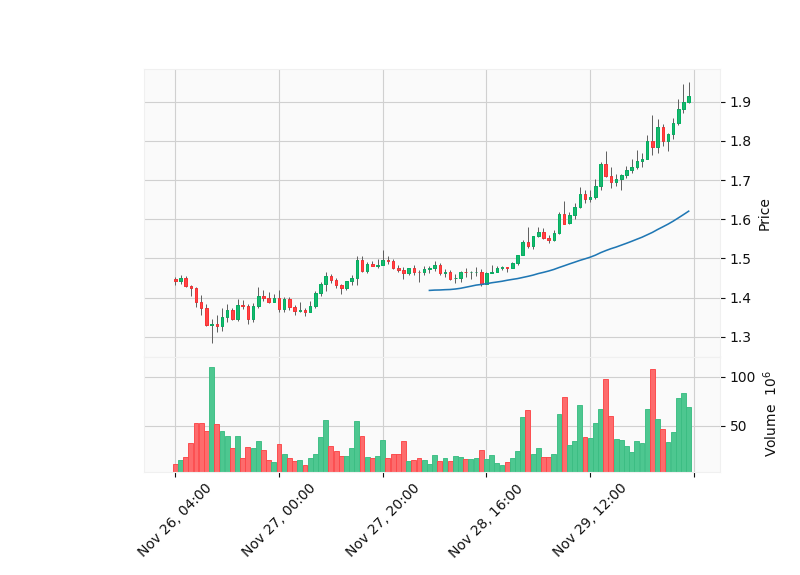 1.9
1.8
1.7
1.6
1.5
1.4
1.3
Price
100
50
Volume 10^6
Nov 26, 04:00
Nov 27, 00:00
Nov 27, 20:00
Nov 28, 16:00
Nov 29, 12:00